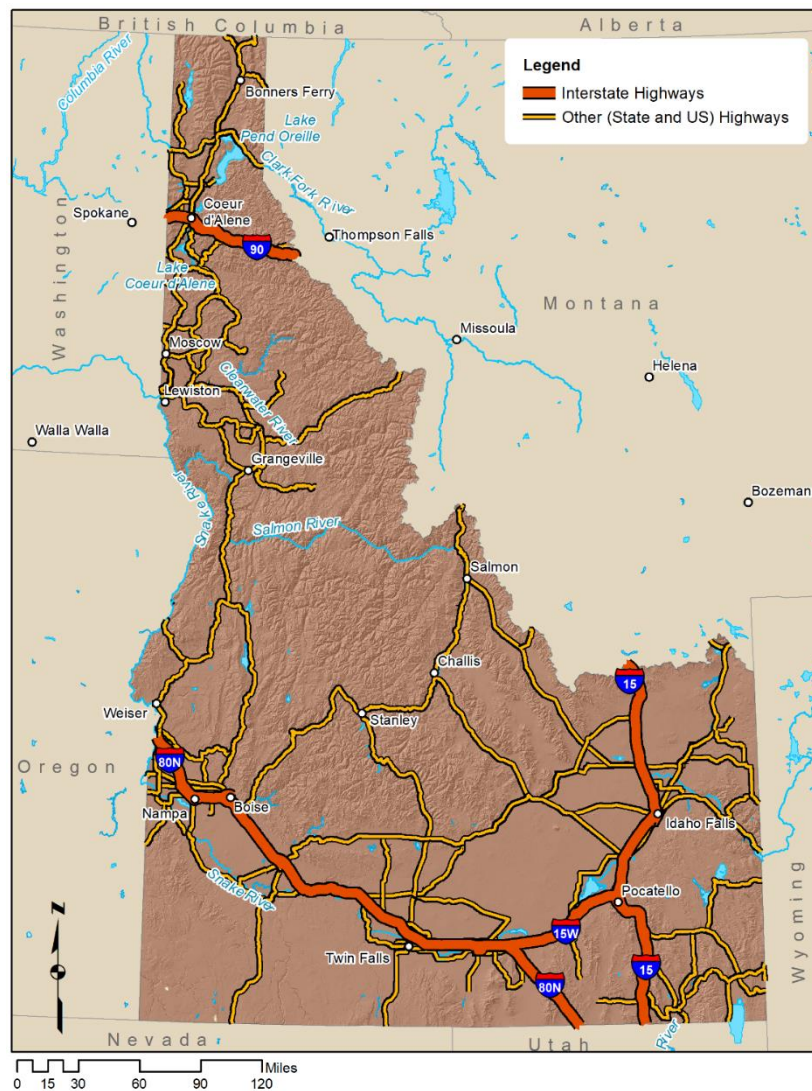 British Columbia
Alberta
Columbia River
Bonners Ferry
Legend
Interstate Highways
Other (State and US) Highways
Lake
Pend Oreille
Clark Fork River
Washington
Spokane
Coeur
d'Alene
Thompson Falls
90
Lake
Coeur d'Alene
Montana
Missoula
Moscow
Helena
Lewiston
Clearwater River
Walla Walla
Grangeville
Bozeman
Snake River
Salmon River
Salmon
Challis
15
Weiser
Stanley
Oregon
80N
Nampa
Boise
Idaho Falls
Snake River
Pocatello
Wyoming
N
Twin Falls
15W
15
80N
Nevada
Utah
River
Miles
0 15 30 60 90 120